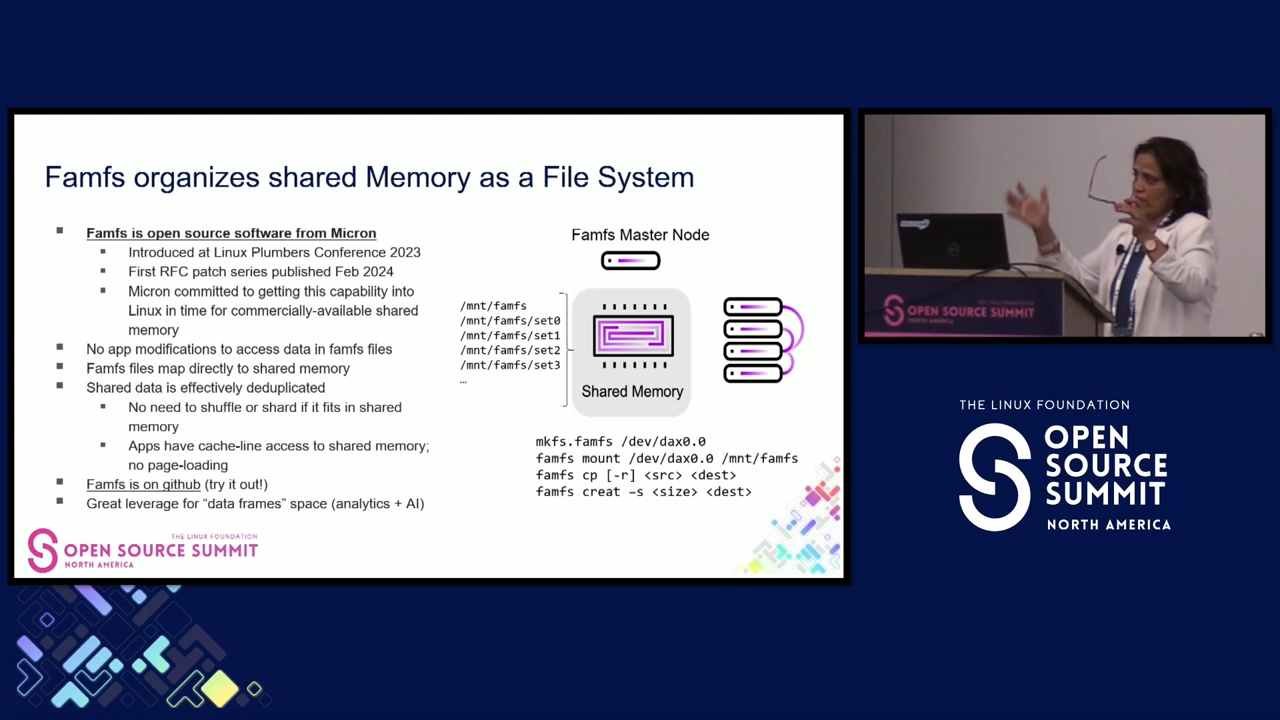 Famfs organizes shared Memory as a File System
Famfs is open source software from Micron
Introduced at Linux Plumbers Conference 2023
First RFC patch series published Feb 2024
Micron committed to getting this capability into
Linux in time for commercially-available shared
memory
No app modifications to access data in famfs files
Famfs files map directly to shared memory
Shared data is effectively deduplicated
No need to shuffle or shard if it fits in shared
memory
Apps have cache-line access to shared memory;
no page-loading
Famfs is on github (try it out!)
Great leverage for “data frames” space (analytics + AI)
Famfs Master Node
/mnt/famfs
/mnt/famfs/set0
/mnt/famfs/set1
/mnt/famfs/set2
/mnt/famfs/set3
…
Shared Memory
mkfs.famfs /dev/dax0.0
famfs mount /dev/dax0.0 /mnt/famfs
famfs cp [-r] <src> <dest>
famfs creat –s <size> <dest>
THE LINUX FOUNDATION
OPEN SOURCE SUMMIT
NORTH AMERICA
OPEN SOURCE SUMMIT
NORTH AMERICA
THE LINUX FOUNDATION
OPEN
SOURCE
SUMMIT
NORTH AMERICA